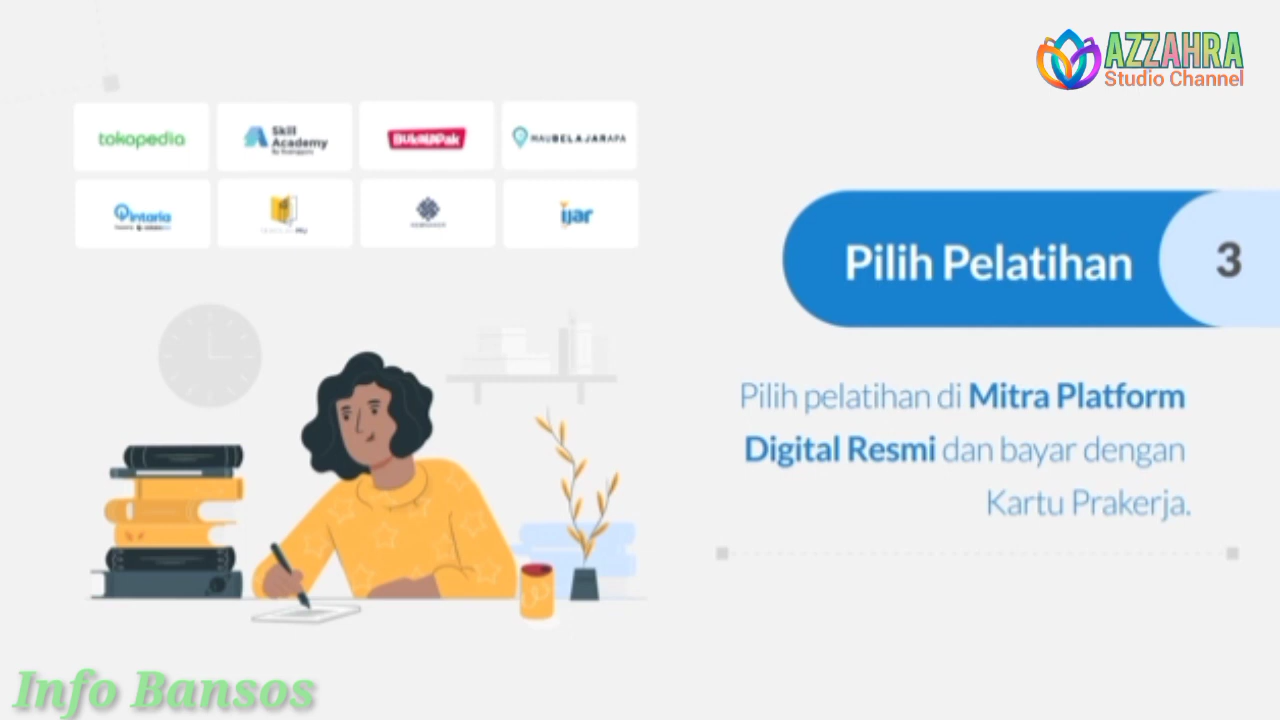 AZZAHRA
Studio Channel
tokopedia
Skill
Academy
BukaLapak
MAUBELAJARAPA
Pintaria
ijar
Pilih Pelatihan
3
Pilih pelatihan di Mitra Platform
Digital Resmi dan bayar dengan
Kartu Prakerja.
Info Bansos